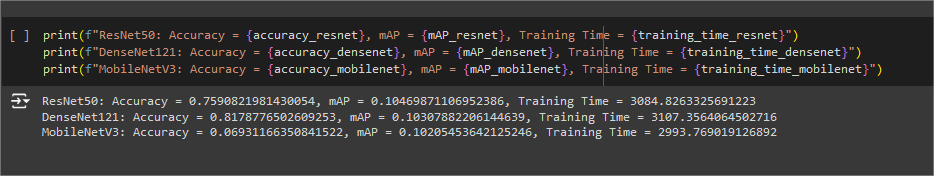 [ ] print(f"ResNet50: Accuracy = {accuracy_resnet}, mAP = {mAP_resnet}, Training Time = {training_time_resnet}")
print(f"DenseNet121: Accuracy = {accuracy_densenet}, mAP = {mAP_densenet}, Training Time = {training_time_densenet}")
print(f"MobileNetV3: Accuracy = {accuracy_mobilenet}, mAP = {mAP_mobilenet}, Training Time = {training_time_mobilenet}")
ResNet50: Accuracy = 0.7590821981430054, mAP = 0.10469871106952386, Training Time = 3084.8263325691223
DenseNet121: Accuracy = 0.8178776502609253, mAP = 0.10307882206144639, Training Time = 3107.3564064502716
MobileNetV3: Accuracy = 0.06931166350841522, mAP = 0.10205453642125246, Training Time = 2993.769019126892